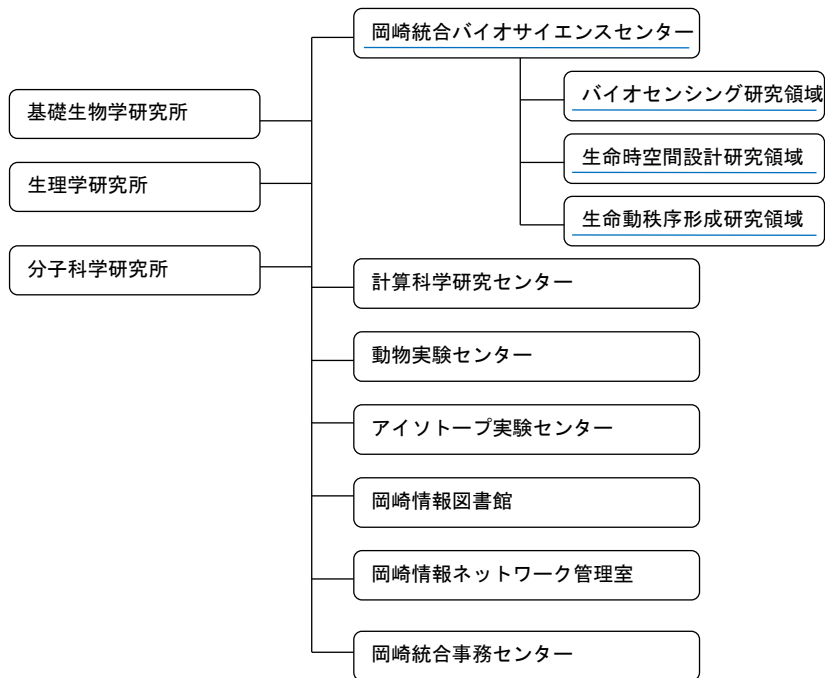 岡崎統合バイオサイエンスセンター
バイオセンシング研究領域
基礎生物学研究所
生命時空間設計研究領域
生理学研究所
生命動秩序形成研究領域
分子科学研究所
計算科学研究センター
動物実験センター
アイソトープ実験センター
岡崎情報図書館
岡崎情報ネットワーク管理室
岡崎統合事務センター